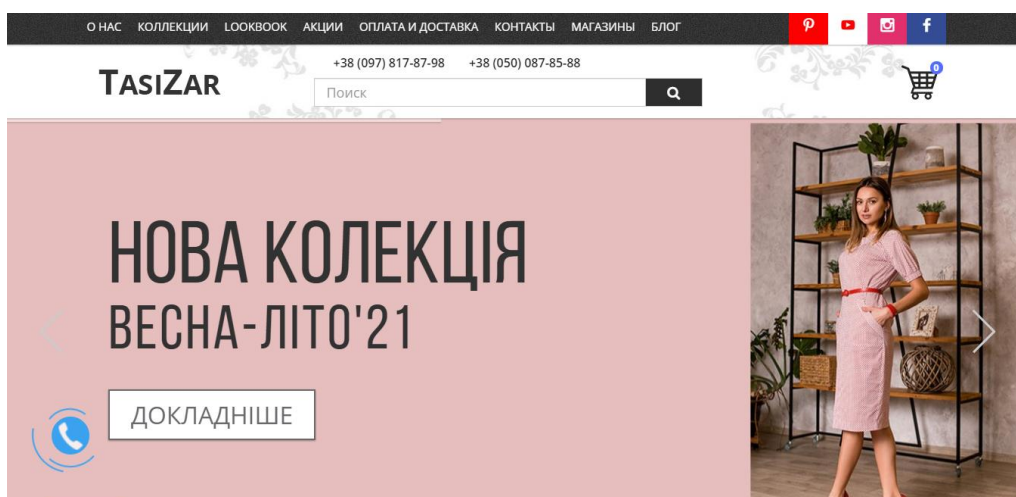 О НАС КОЛЛЕКЦИИ LOOKBOOK АКЦИИ ОПЛАТА И ДОСТАВКА КОНТАКТЫ МАГАЗИНЫ БЛОГ
+38 (097) 817-87-98 +38 (050) 087-85-88
TASIZAR
Поиск
0
НОВА КОЛЕКЦІЯ
ВЕСНА-ЛІТО'21
ДОКЛАДНІШЕ